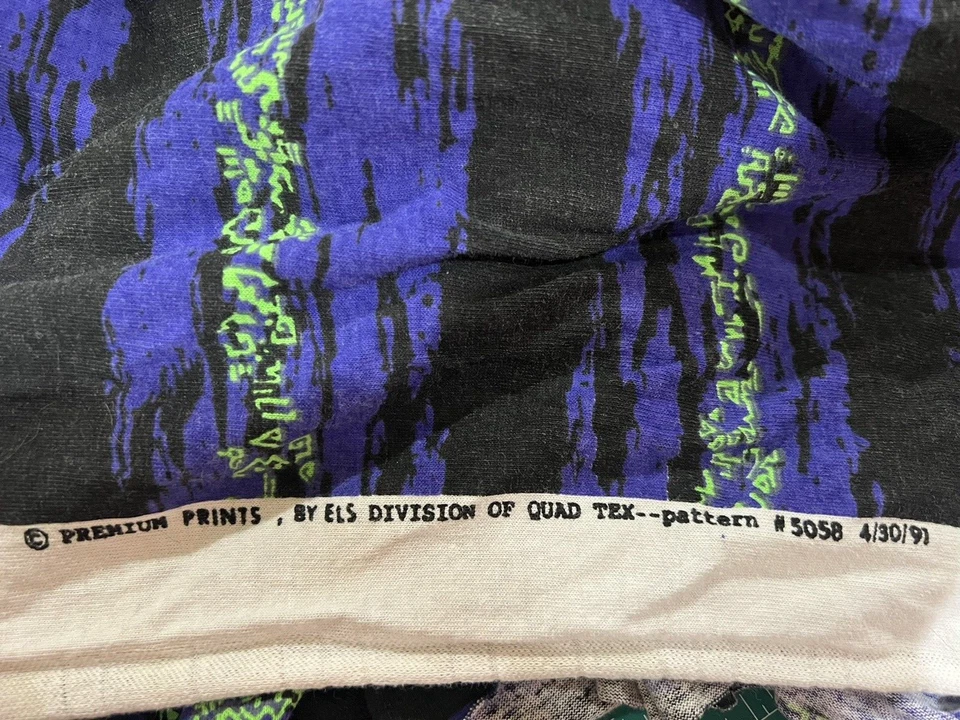 © PREMIUM PRINTS , BY ELS DIVISION OF QUAD TEX--pattern #5058 4/30/91